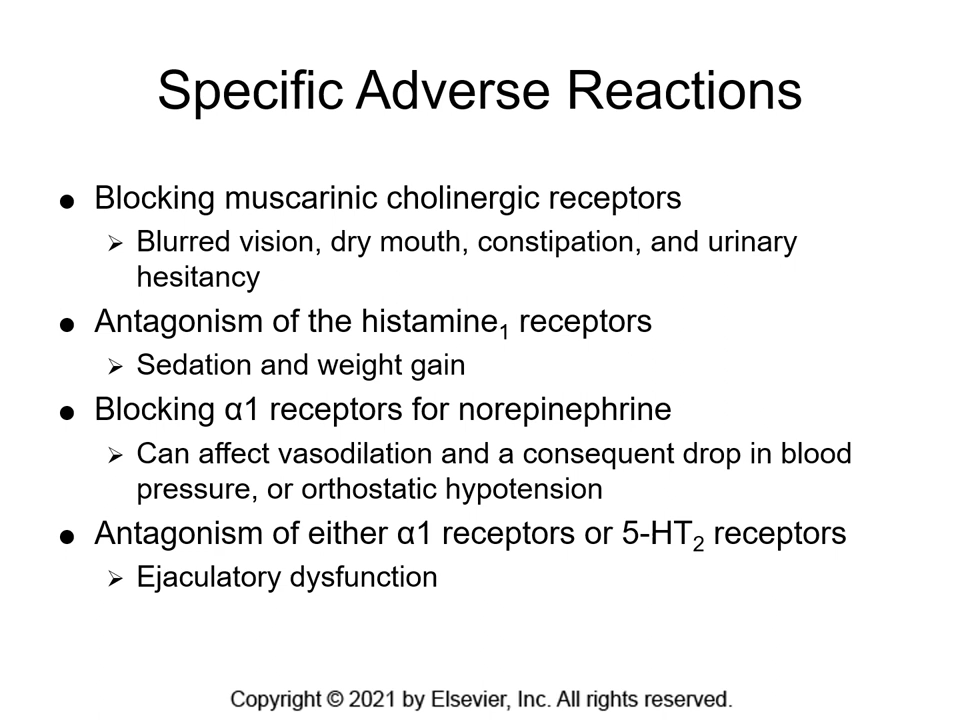 Specific Adverse Reactions
● Blocking muscarinic cholinergic receptors
➢ Blurred vision, dry mouth, constipation, and urinary
hesitancy
● Antagonism of the histamine₁ receptors
➢ Sedation and weight gain
● Blocking α1 receptors for norepinephrine
➢ Can affect vasodilation and a consequent drop in blood
pressure, or orthostatic hypotension
● Antagonism of either α1 receptors or 5-HT₂ receptors
➢ Ejaculatory dysfunction
Copyright © 2021 by Elsevier, Inc. All rights reserved.